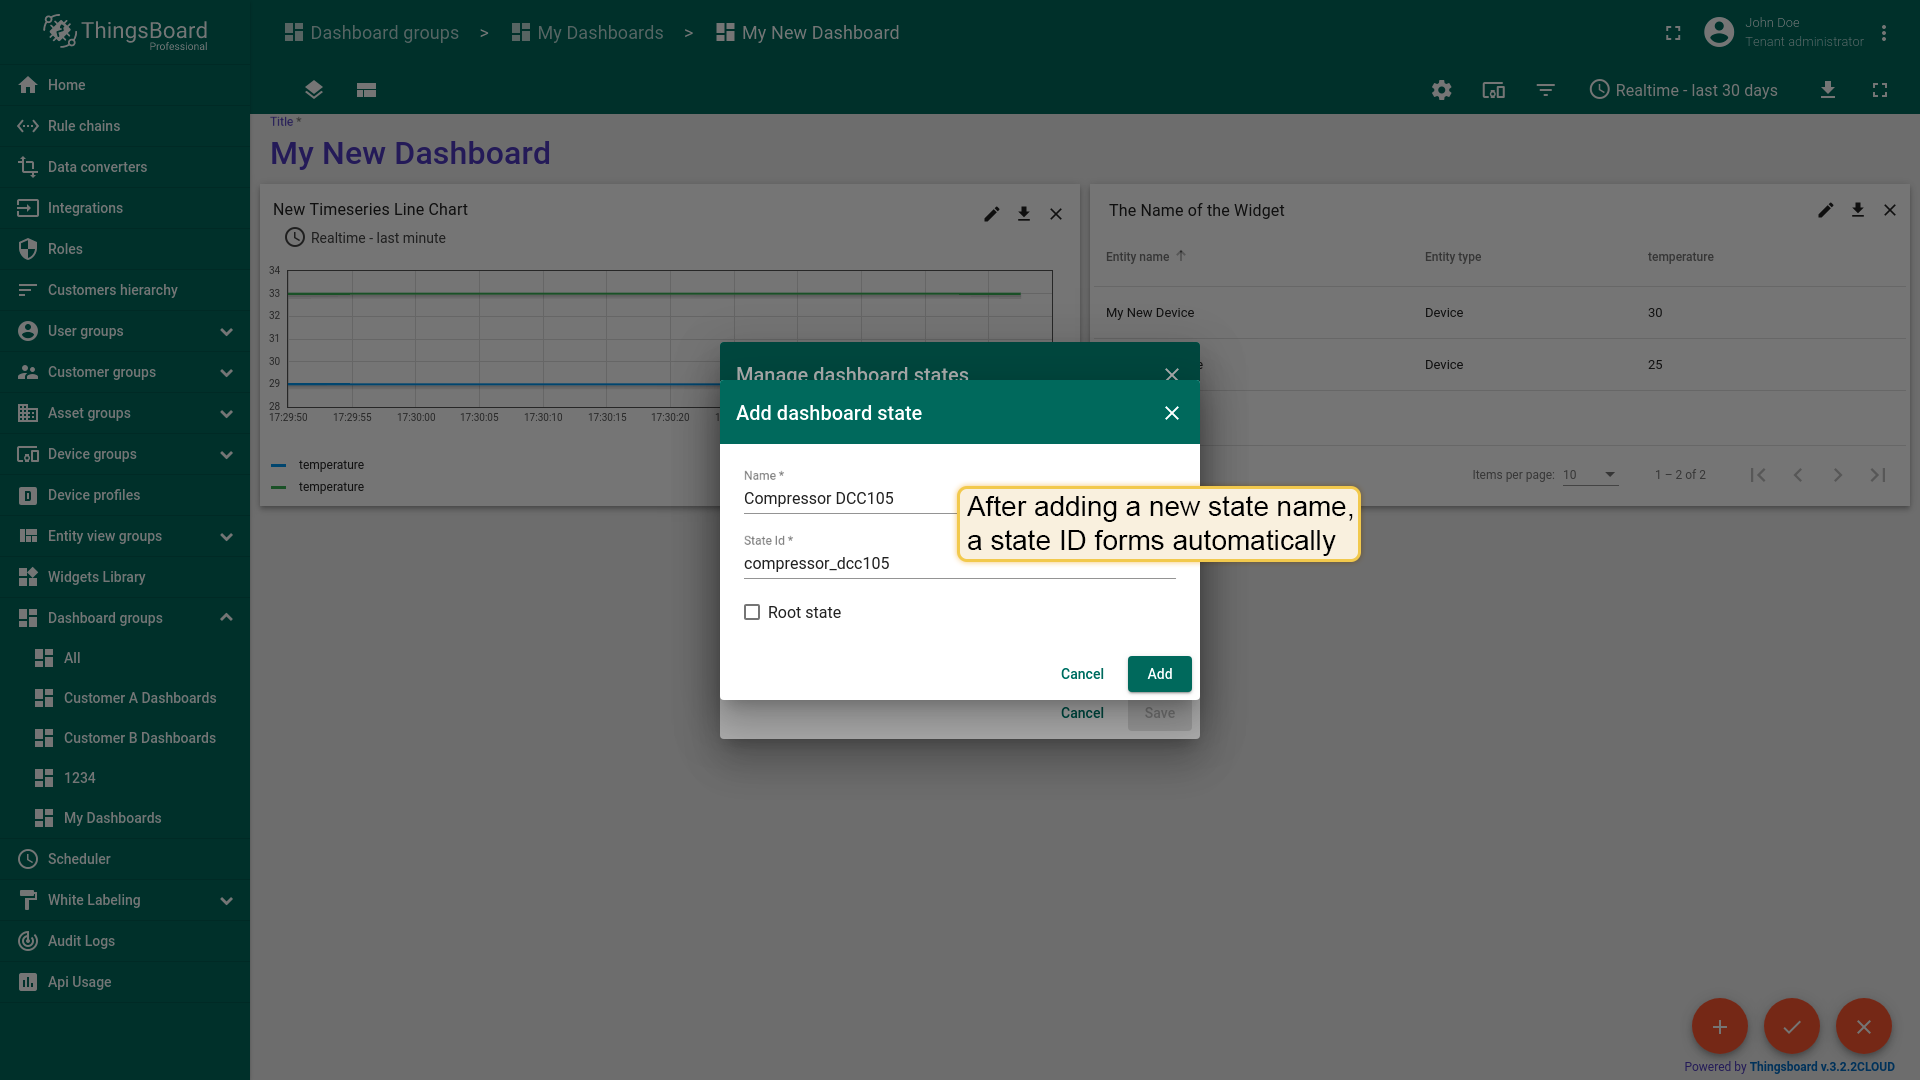 ThingsBoard
Professional
Dashboard groups > My Dashboards > My New Dashboard
John Doe
Tenant administrator
Realtime - last 30 days
Home
Rule chains
Data converters
Integrations
Roles
Customers hierarchy
User groups
Customer groups
Asset groups
Device groups
Device profiles
Entity view groups
Widgets Library
Dashboard groups
All
Customer A Dashboards
Customer B Dashboards
1234
My Dashboards
Scheduler
White Labeling
Audit Logs
Api Usage
Title *
My New Dashboard
New Timeseries Line Chart
Realtime - last minute
34
33
32
31
30
29
28
17:29:50 17:29:55 17:30:00 17:30:05 17:30:10 17:30:15 17:30:20
temperature
temperature
The Name of the Widget
Entity name Entity type temperature
My New Device Device 30
Device 25
Items per page: 10 1 – 2 of 2
Manage dashboard states
Add dashboard state
Name *
Compressor DCC105
State Id *
compressor_dcc105
After adding a new state name,
a state ID forms automatically
Root state
Cancel Add
Cancel Save
Powered by Thingsboard v.3.2.2CLOUD